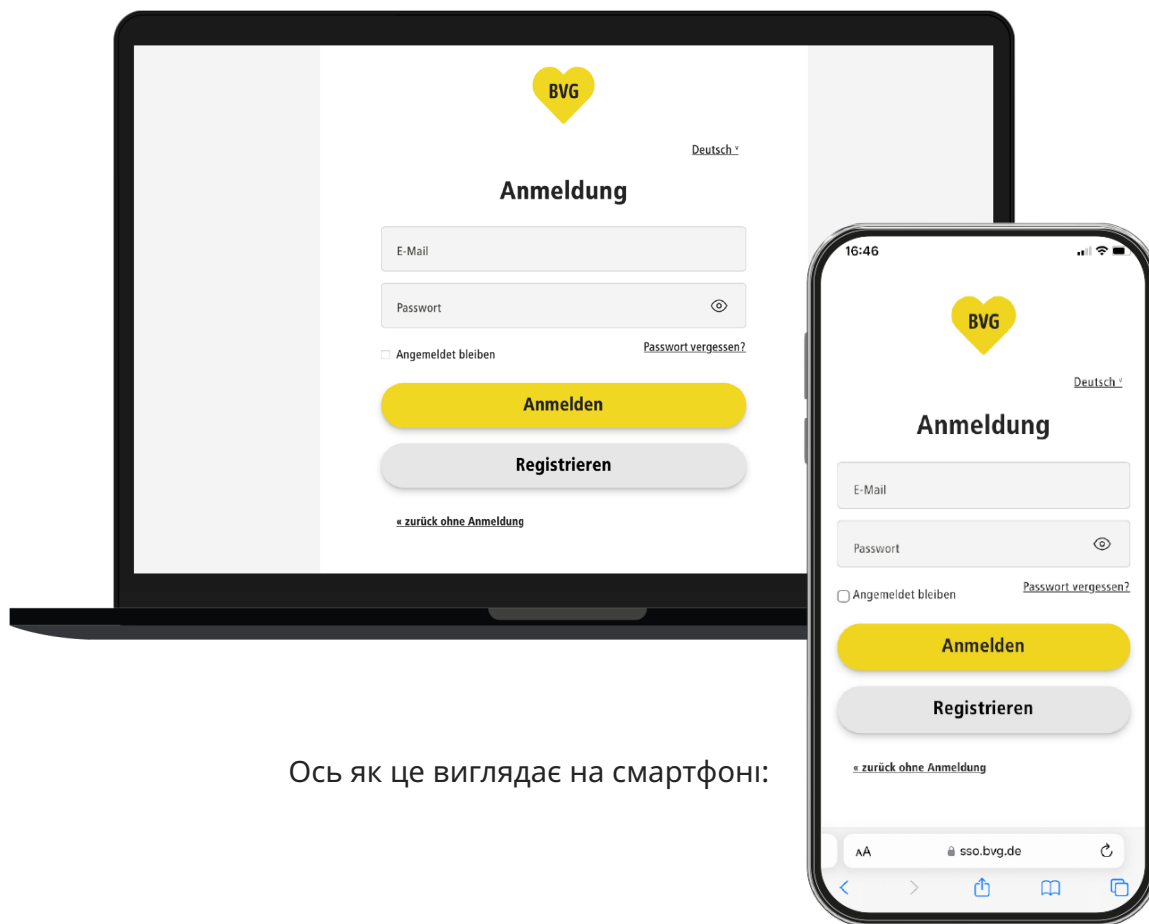 BVG
Deutsch ˅
Anmeldung
E-Mail
Passwort
Angemeldet bleiben
Passwort vergessen?
Anmelden
Registrieren
« zurück ohne Anmeldung
Ось як це виглядає на смартфоні:
16:46
BVG
Deutsch ˅
Anmeldung
E-Mail
Passwort
Angemeldet bleiben
Passwort vergessen?
Anmelden
Registrieren
« zurück ohne Anmeldung
AA
sso.bvg.de